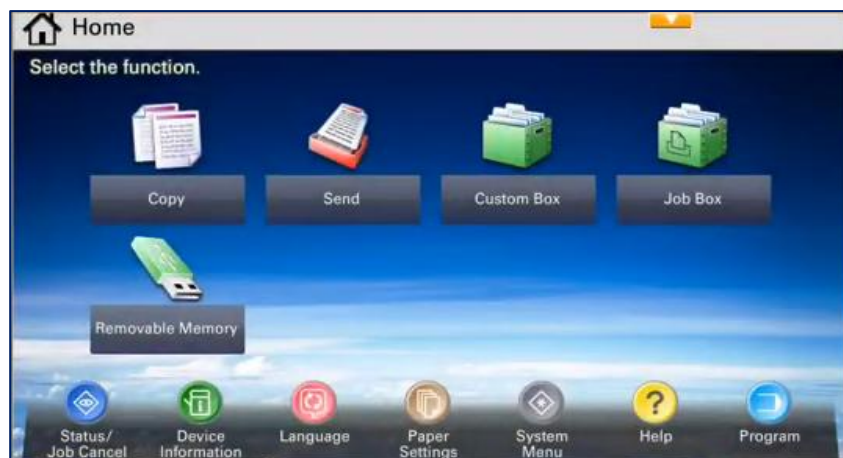 Home
Select the function.
Copy
Send
Custom Box
Job Box
Removable Memory
Status/
Job Cancel
Device
Information
Language
Paper
Settings
System
Menu
Help
Program